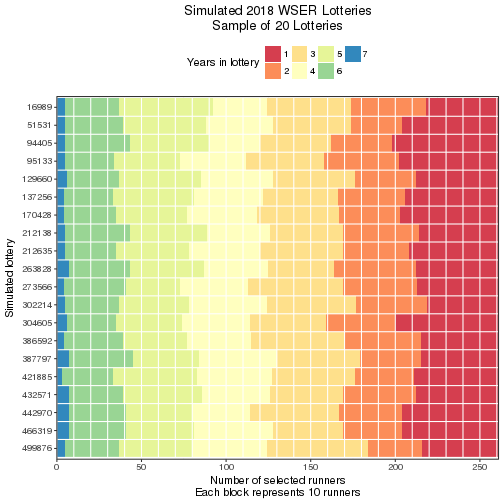 Simulated 2018 WSER Lotteries
Sample of 20 Lotteries
Years in lottery 1 3 5 7
2 4 6
Simulated lottery
16989
51531
94405
95133
129660
137256
170428
212138
212635
263828
273566
302214
304605
386592
387797
421885
432571
442970
466319
499876
0 50 100 150 200 250
Number of selected runners
Each block represents 10 runners